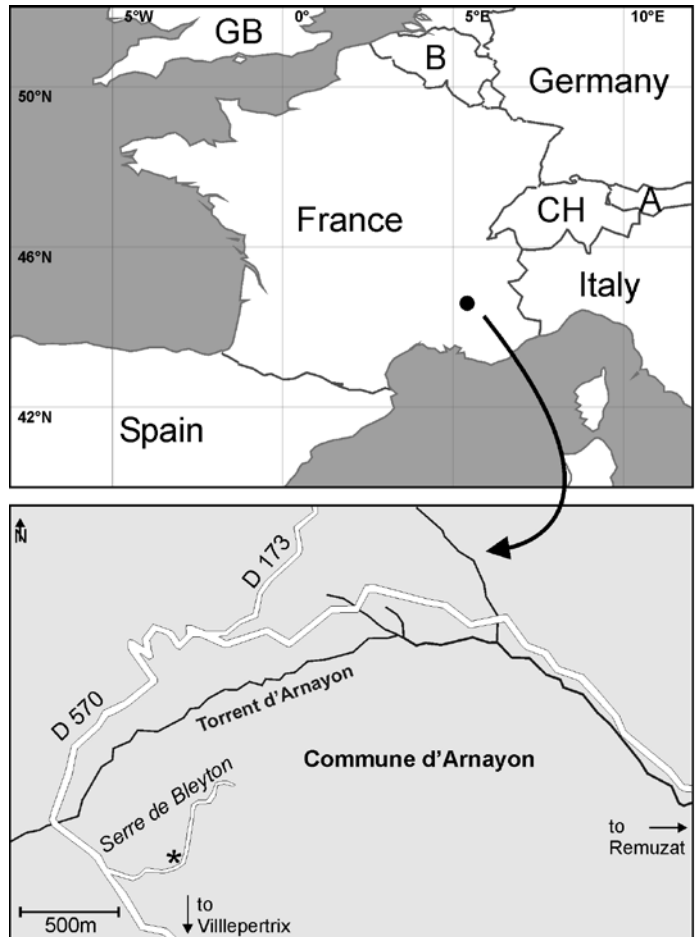 5°W
0°
5°E
10°E
GB
B
Germany
50°N
France
CH
A
46°N
Italy
42°N
Spain
N
D 173
D 570
Torrent d'Arnayon
Commune d'Arnayon
Serre de Bleyton
*
to
Remuzat
500m
to
Villlepertrix